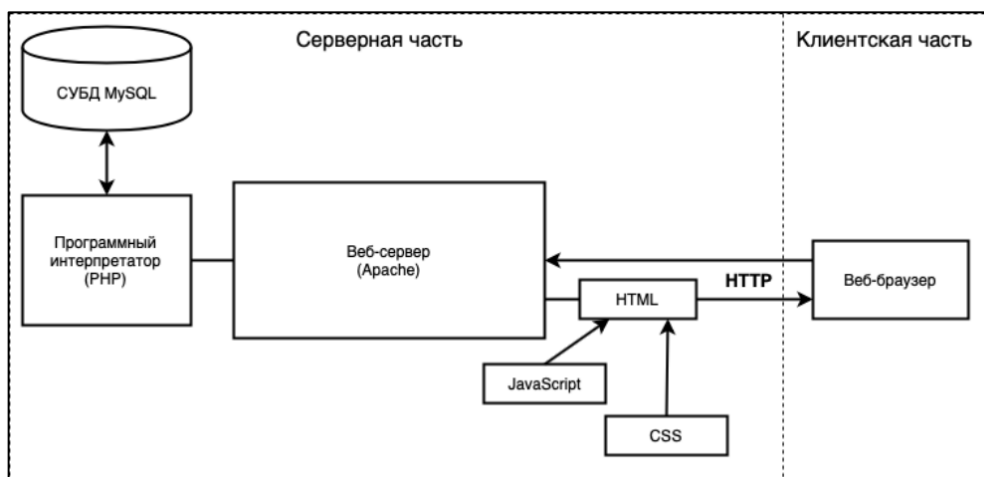 Серверная часть
Клиентская часть
СУБД MySQL
Программный
интерпретатор
(PHP)
Веб-сервер
(Apache)
HTTP
Веб-браузер
HTML
JavaScript
CSS